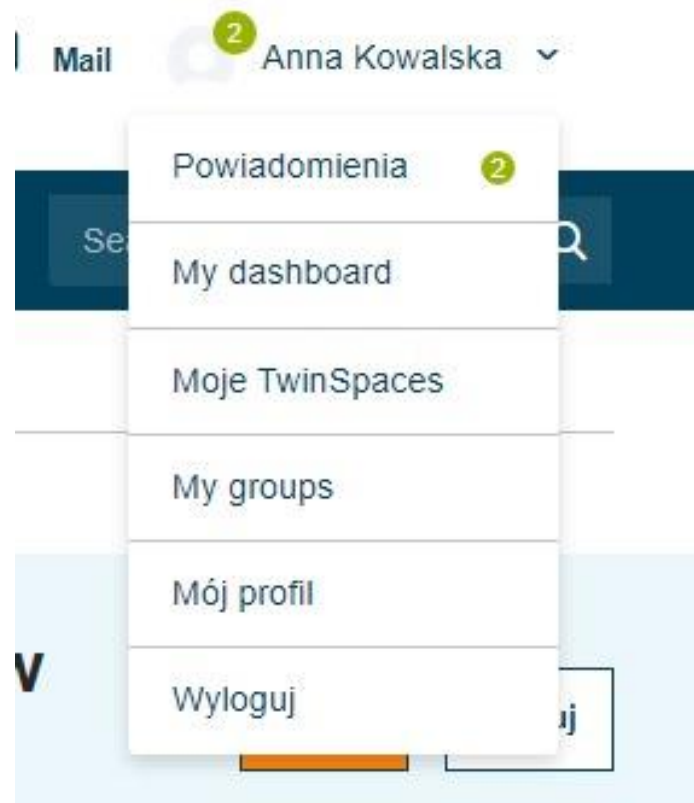 Mail
2
Anna Kowalska
Powiadomienia 2
My dashboard
Moje TwinSpaces
My groups
Mój profil
Wyloguj